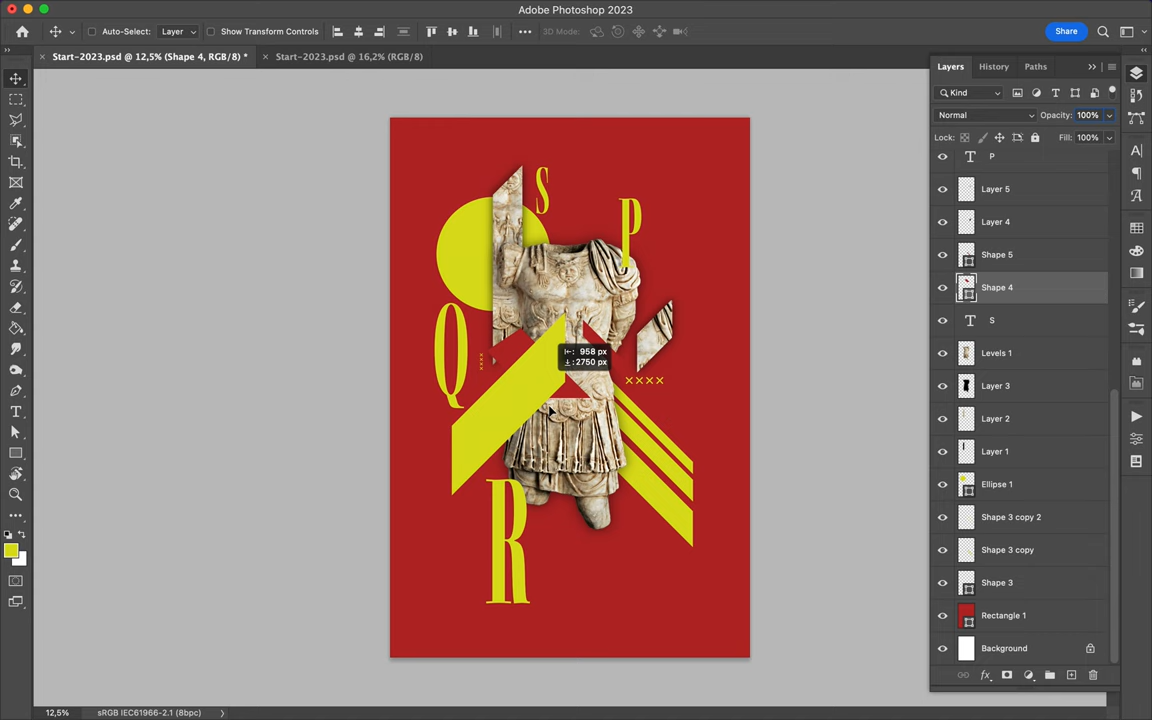 Adobe Photoshop 2023
Auto-Select: Layer Show Transform Controls 3D Mode: Share
Start-2023.psd @ 12,5% (Shape 4, RGB/8) * Start-2023.psd @ 16,2% (RGB/8)
Layers History Paths
Kind
Normal Opacity: 100%
Lock: Fill: 100%
P
Layer 5
Layer 4
Shape 5
Shape 4
S
Levels 1
Layer 3
Layer 2
Layer 1
Ellipse 1
Shape 3 copy 2
Shape 3 copy
Shape 3
Rectangle 1
Background
S
P
Q
R
××××
××××
958 px
2750 px
12,5% sRGB IEC61966-2.1 (8bpc)